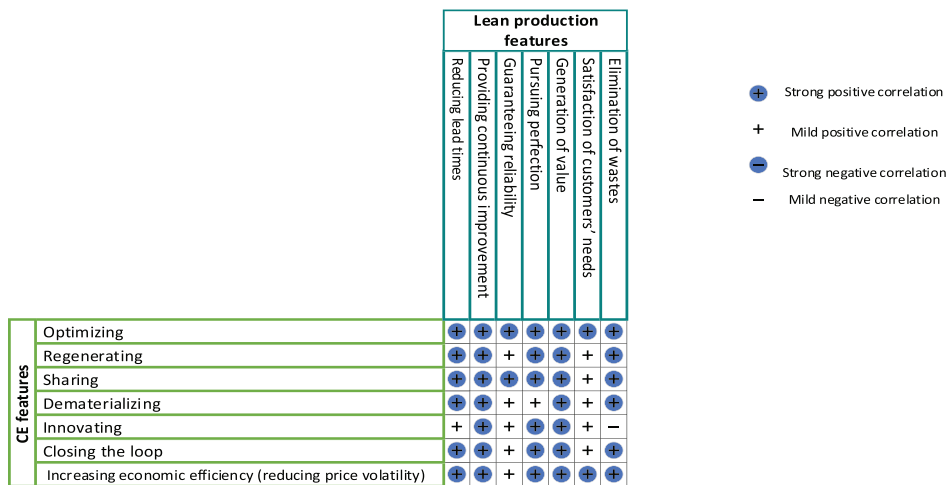 Lean production
features
Reducing lead times
Providing continuous improvement
Guaranteeing reliability
Pursuing perfection
Generation of value
Satisfaction of customers’ needs
Elimination of wastes
+ Strong positive correlation
+ Mild positive correlation
− Strong negative correlation
− Mild negative correlation
CE features
Optimizing + + + + + + +
Regenerating + + + + + + +
Sharing + + + + + + +
Dematerializing + + + + + + +
Innovating + + + + + + −
Closing the loop + + + + + + +
Increasing economic efficiency (reducing price volatility) + + + + + + +